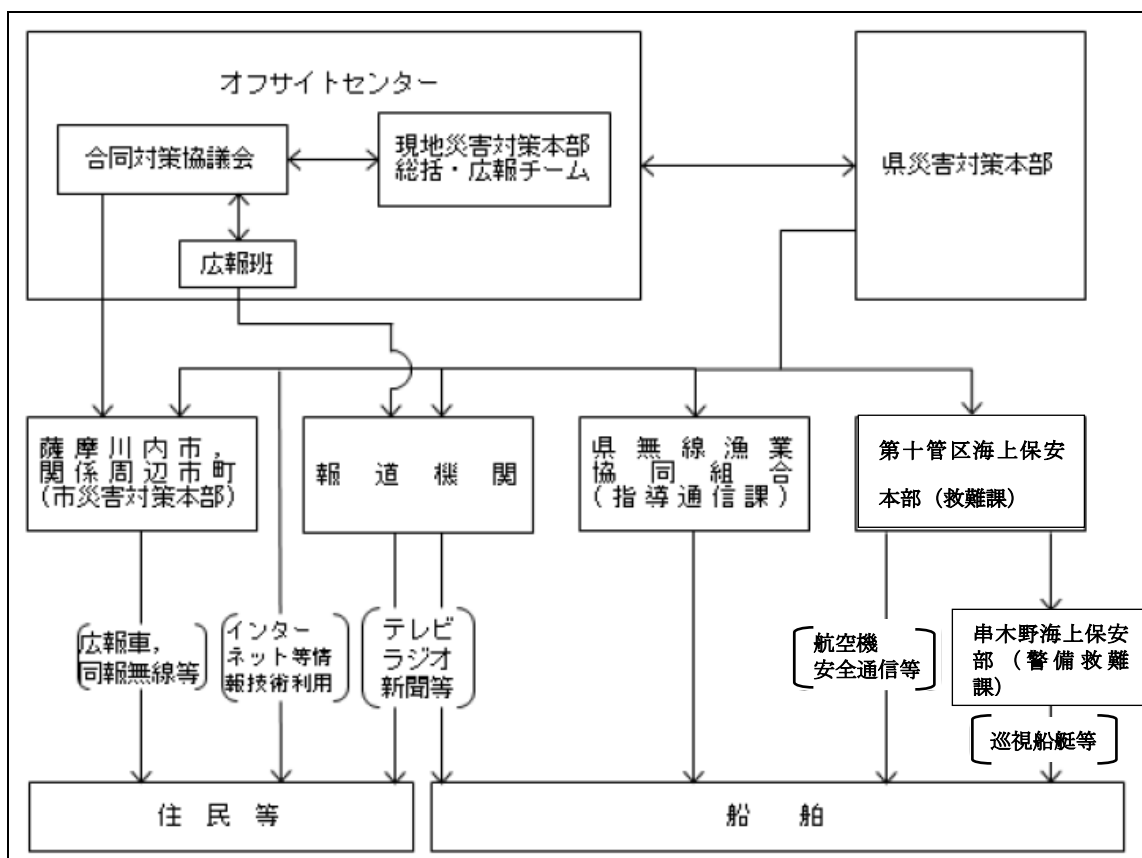 オフサイトセンター
合同対策協議会
現地災害対策本部
総括・広報チーム
県災害対策本部
広報班
薩摩川内市，
関係周辺市町
(市災害対策本部)
報道機関
県無線漁業
協同組合
(指導通信課)
第十管区海上保安
本部（救難課）
広報車，
同報無線等
インター
ネット等情
報技術利用
テレビ
ラジオ
新聞等
航空機
安全通信等
串木野海上保安
部（警備救難
課）
巡視船艇等
住民等
船舶